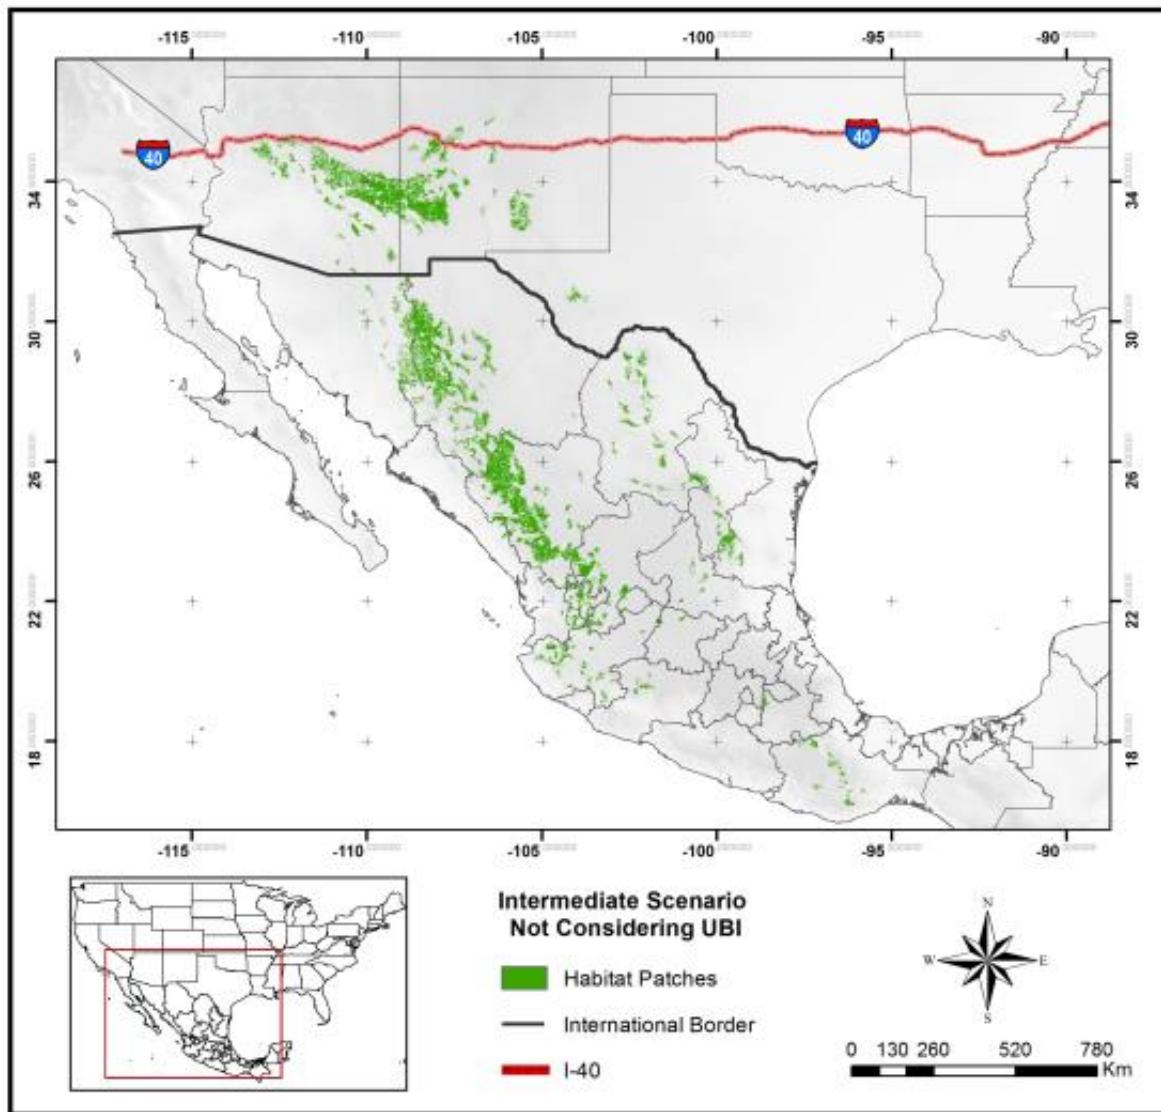 -115 -110 -105 -100 -95 -90
40 40
34 34
30 30
26 26
22 22
18 18
-115 -110 -105 -100 -95 -90
Intermediate Scenario
Not Considering UBI
Habitat Patches
International Border
I-40
N
W E
S
0 130 260 520 780
Km